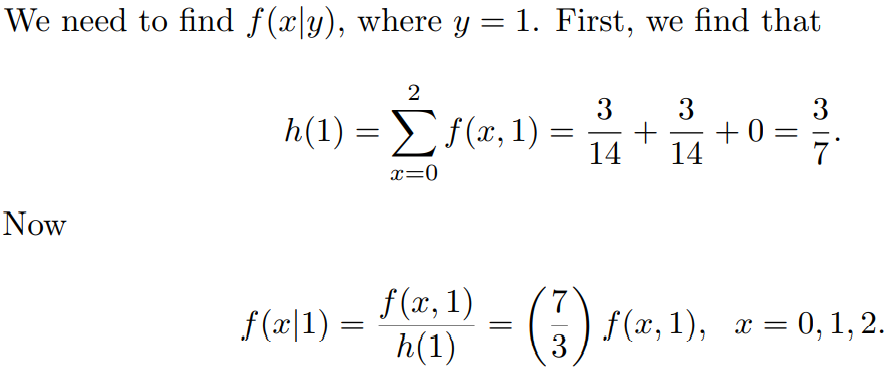 We need to find f(x|y), where y = 1. First, we find that
h(1) = \sum_{x=0}^{2} f(x, 1) = \frac{3}{14} + \frac{3}{14} + 0 = \frac{3}{7}.
Now
f(x|1) = \frac{f(x, 1)}{h(1)} = \left(\frac{7}{3}\right) f(x, 1), x = 0, 1, 2.